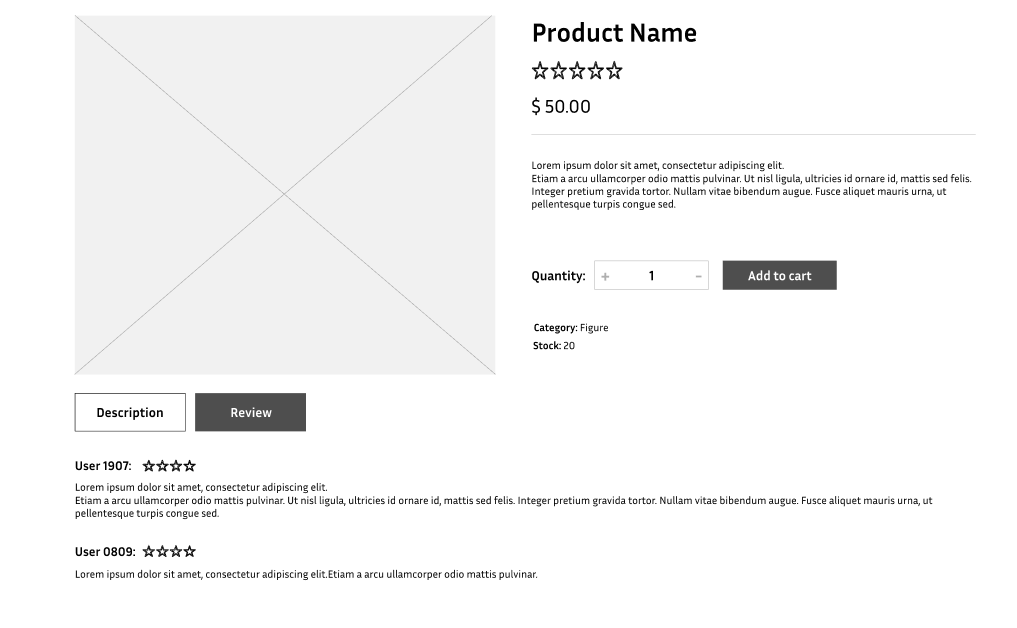 Product Name
$ 50.00
Lorem ipsum dolor sit amet, consectetur adipiscing elit.
Etiam a arcu ullamcorper odio mattis pulvinar. Ut nisl ligula, ultricies id ornare id, mattis sed felis.
Integer pretium gravida tortor. Nullam vitae bibendum augue. Fusce aliquet mauris urna, ut
pellentesque turpis congue sed.
Quantity: + 1 - Add to cart
Category: Figure
Stock: 20
Description Review
User 1907:
Lorem ipsum dolor sit amet, consectetur adipiscing elit.
Etiam a arcu ullamcorper odio mattis pulvinar. Ut nisl ligula, ultricies id ornare id, mattis sed felis. Integer pretium gravida tortor. Nullam vitae bibendum augue. Fusce aliquet mauris urna, ut
pellentesque turpis congue sed.
User 0809:
Lorem ipsum dolor sit amet, consectetur adipiscing elit.Etiam a arcu ullamcorper odio mattis pulvinar.